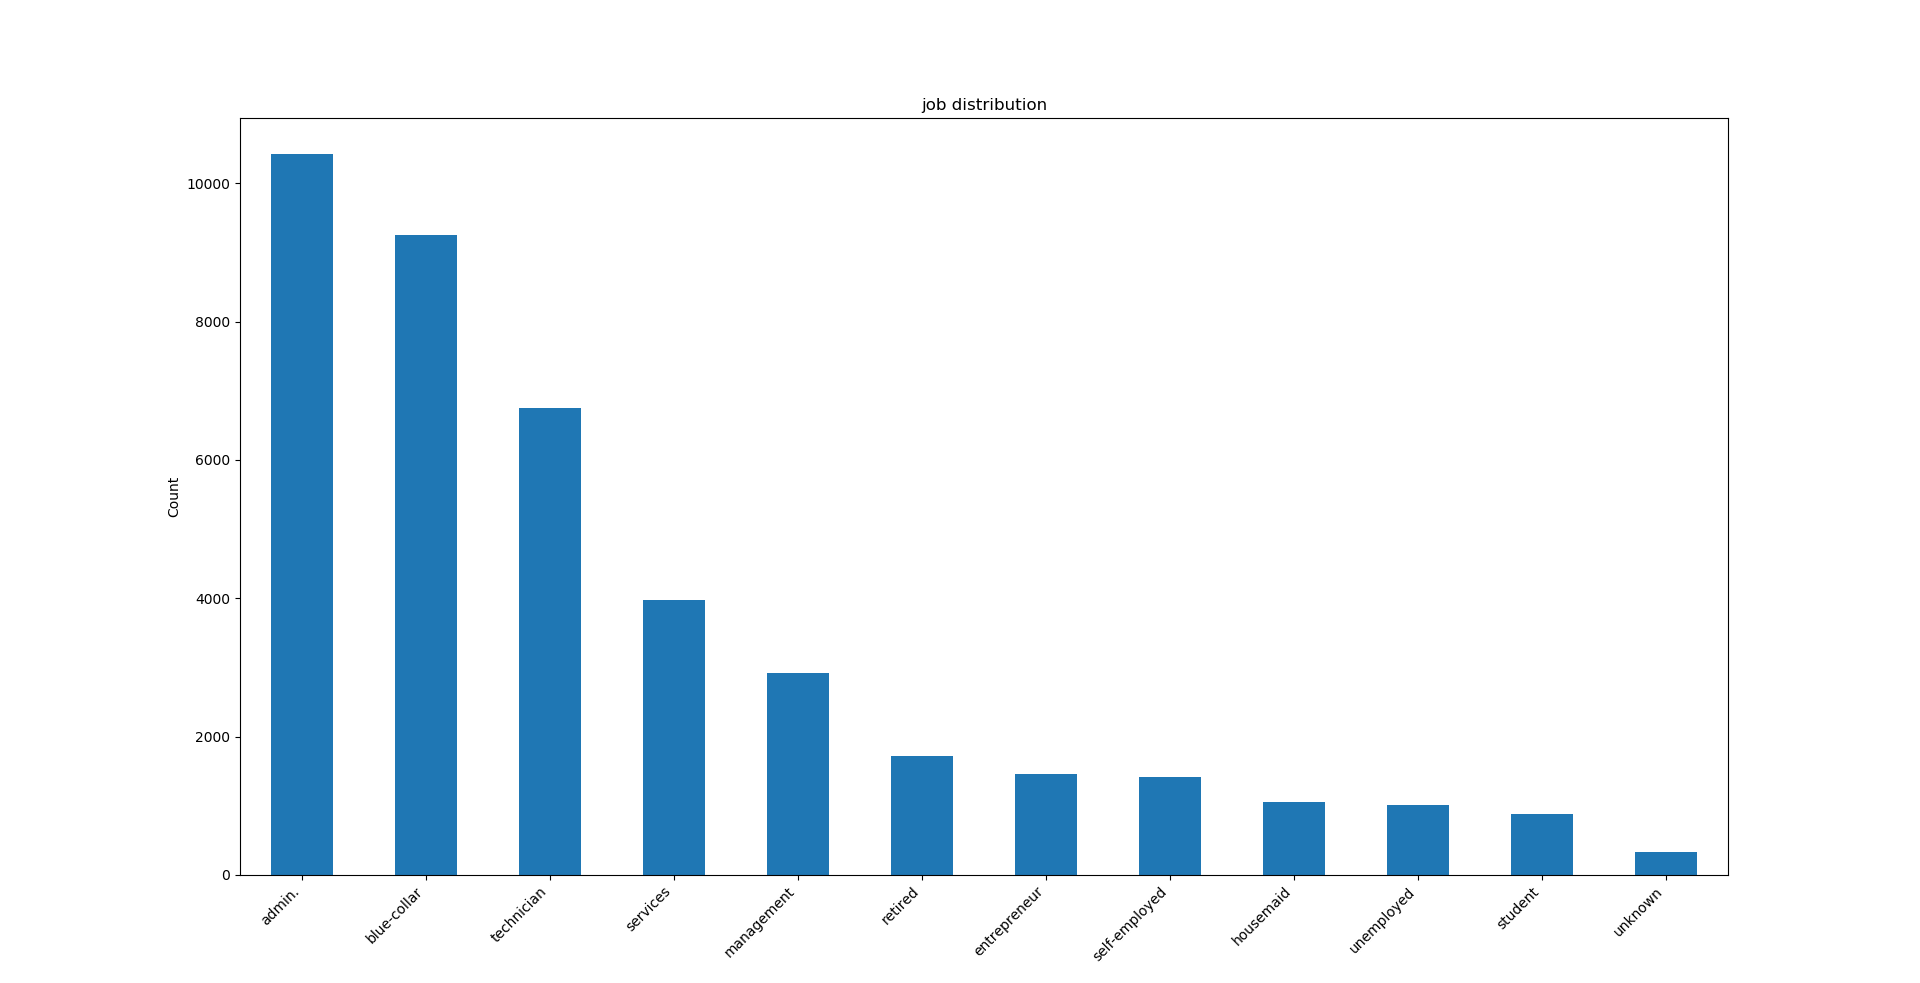 job distribution
Count
10000
8000
6000
4000
2000
0
admin.
blue-collar
technician
services
management
retired
entrepreneur
self-employed
housemaid
unemployed
student
unknown